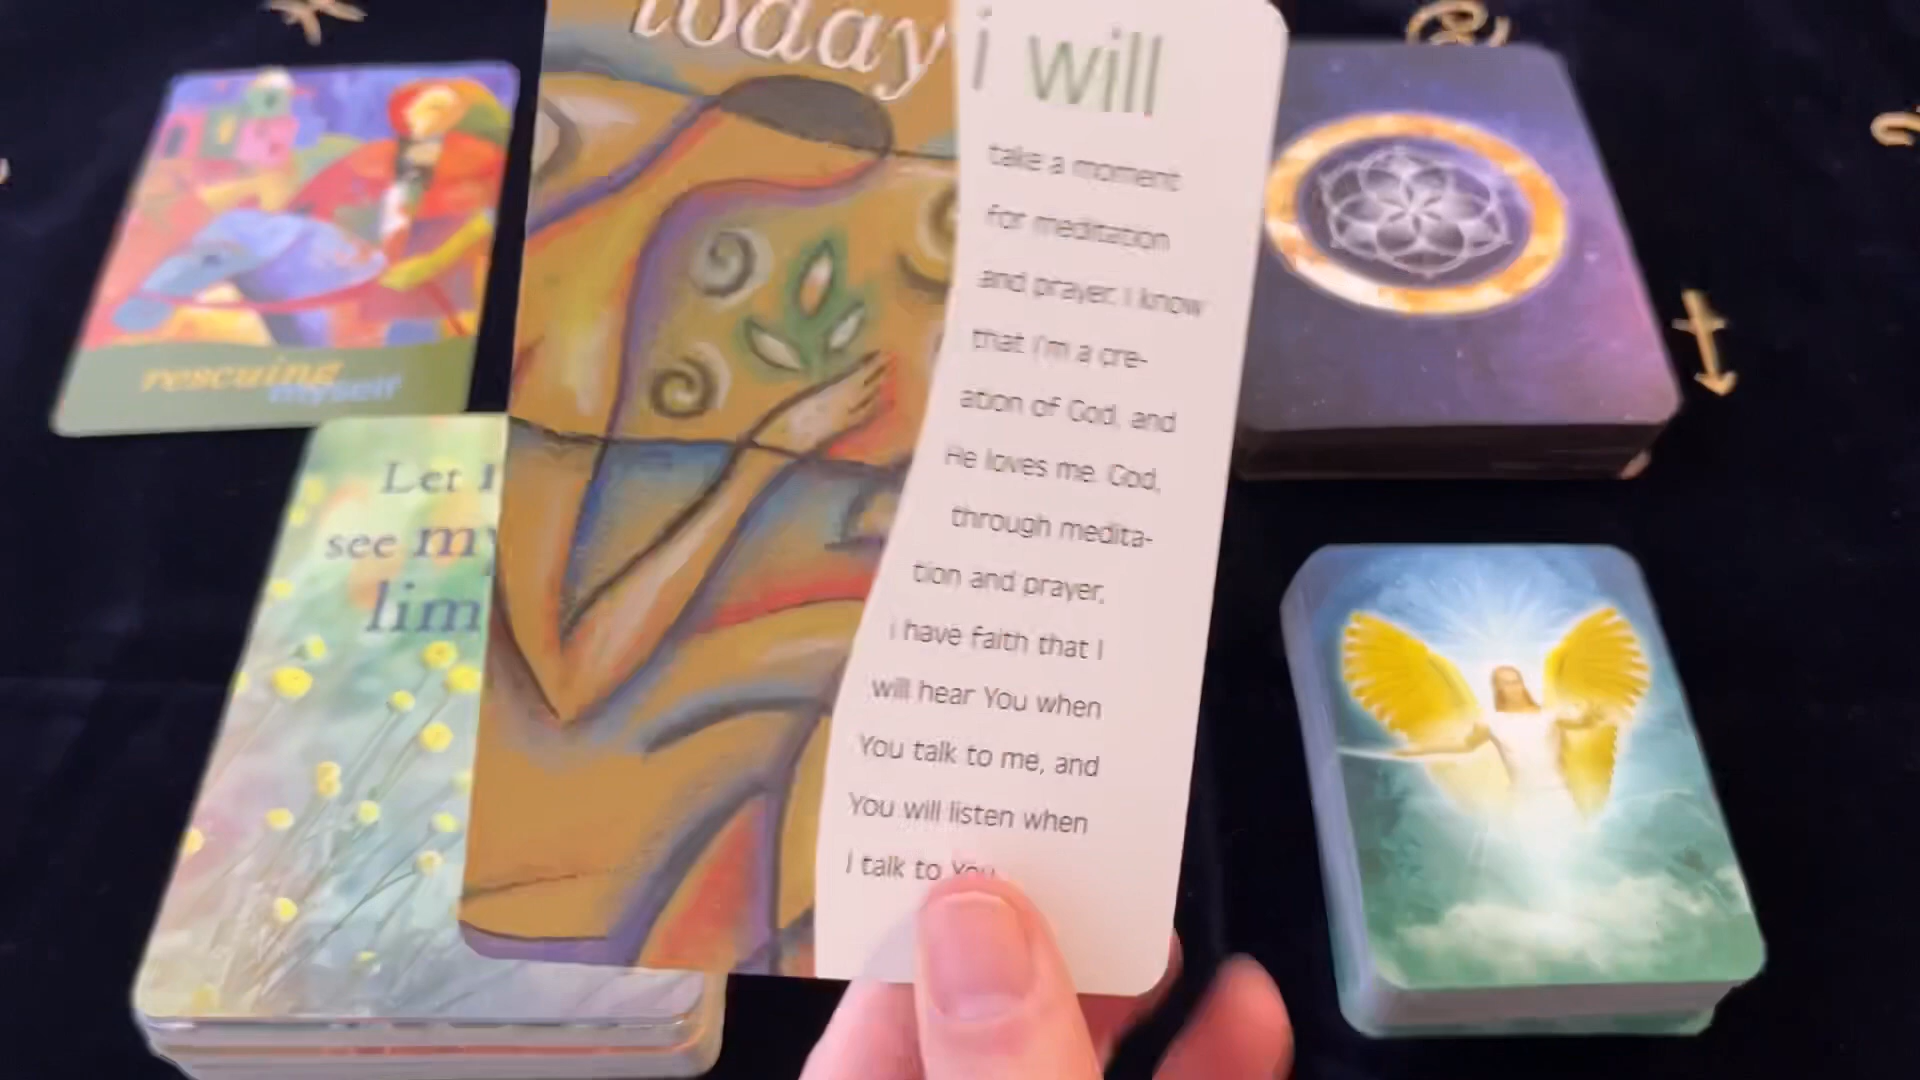 today i will
take a moment
for meditation
and prayer. I know
that I'm a cre-
ation of God, and
He loves me. God,
through medita-
tion and prayer,
i have faith that I
will hear You when
You talk to me, and
You will listen when
I talk to You
rescuing
myself
Let
see my
lim